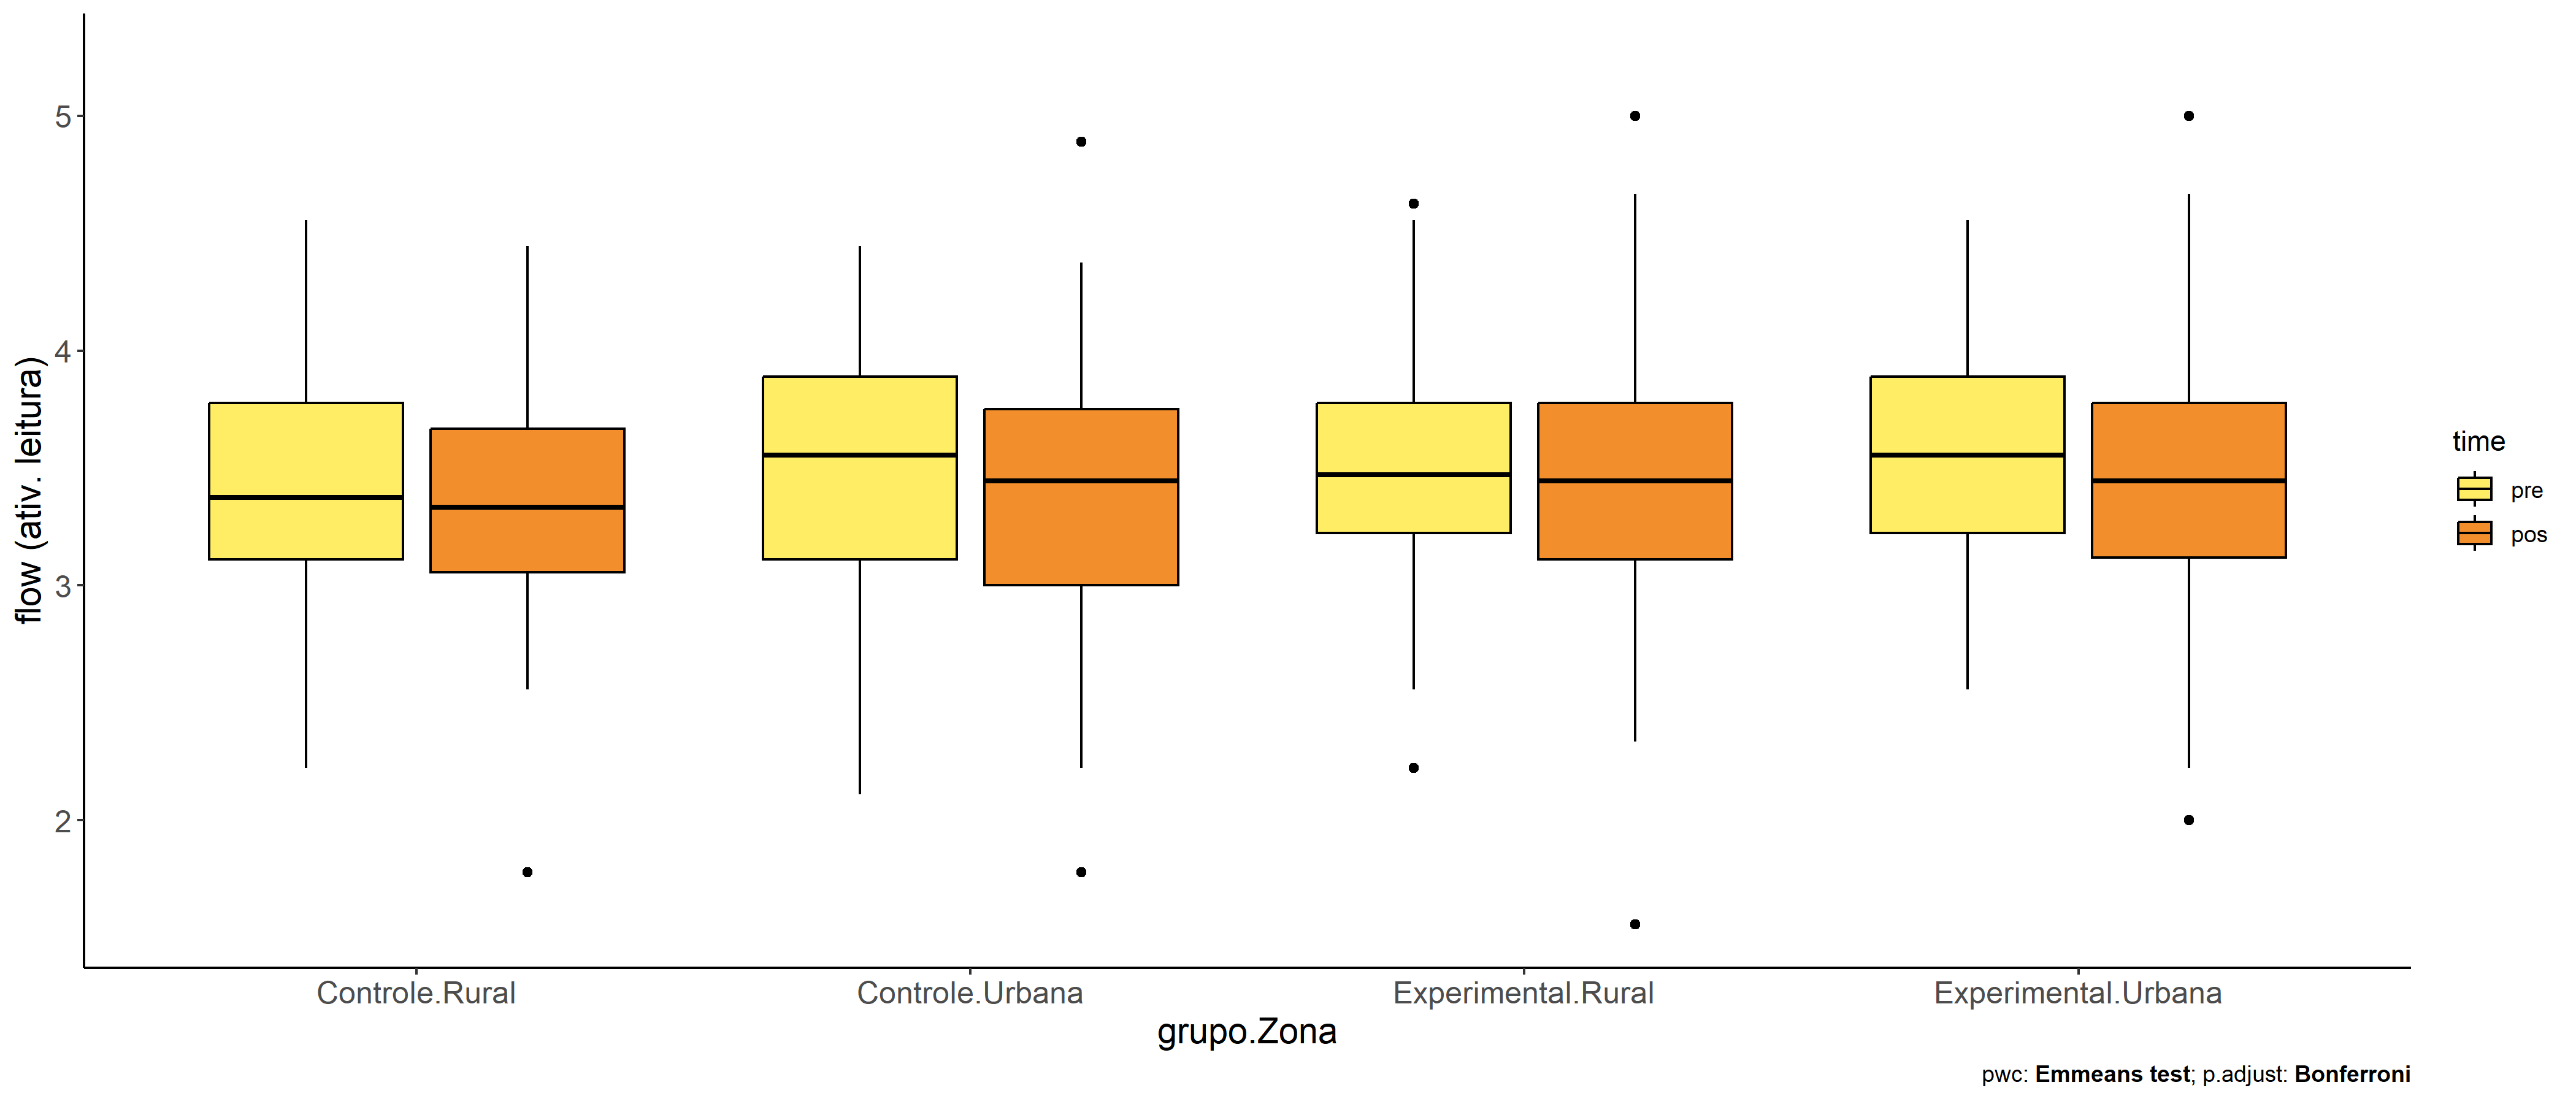 flow (ativ. leitura)
5
4
3
2
Controle.Rural
Controle.Urbana
Experimental.Rural
Experimental.Urbana
grupo.Zona
time
pre
pos
pwc: Emmeans test; p.adjust: Bonferroni